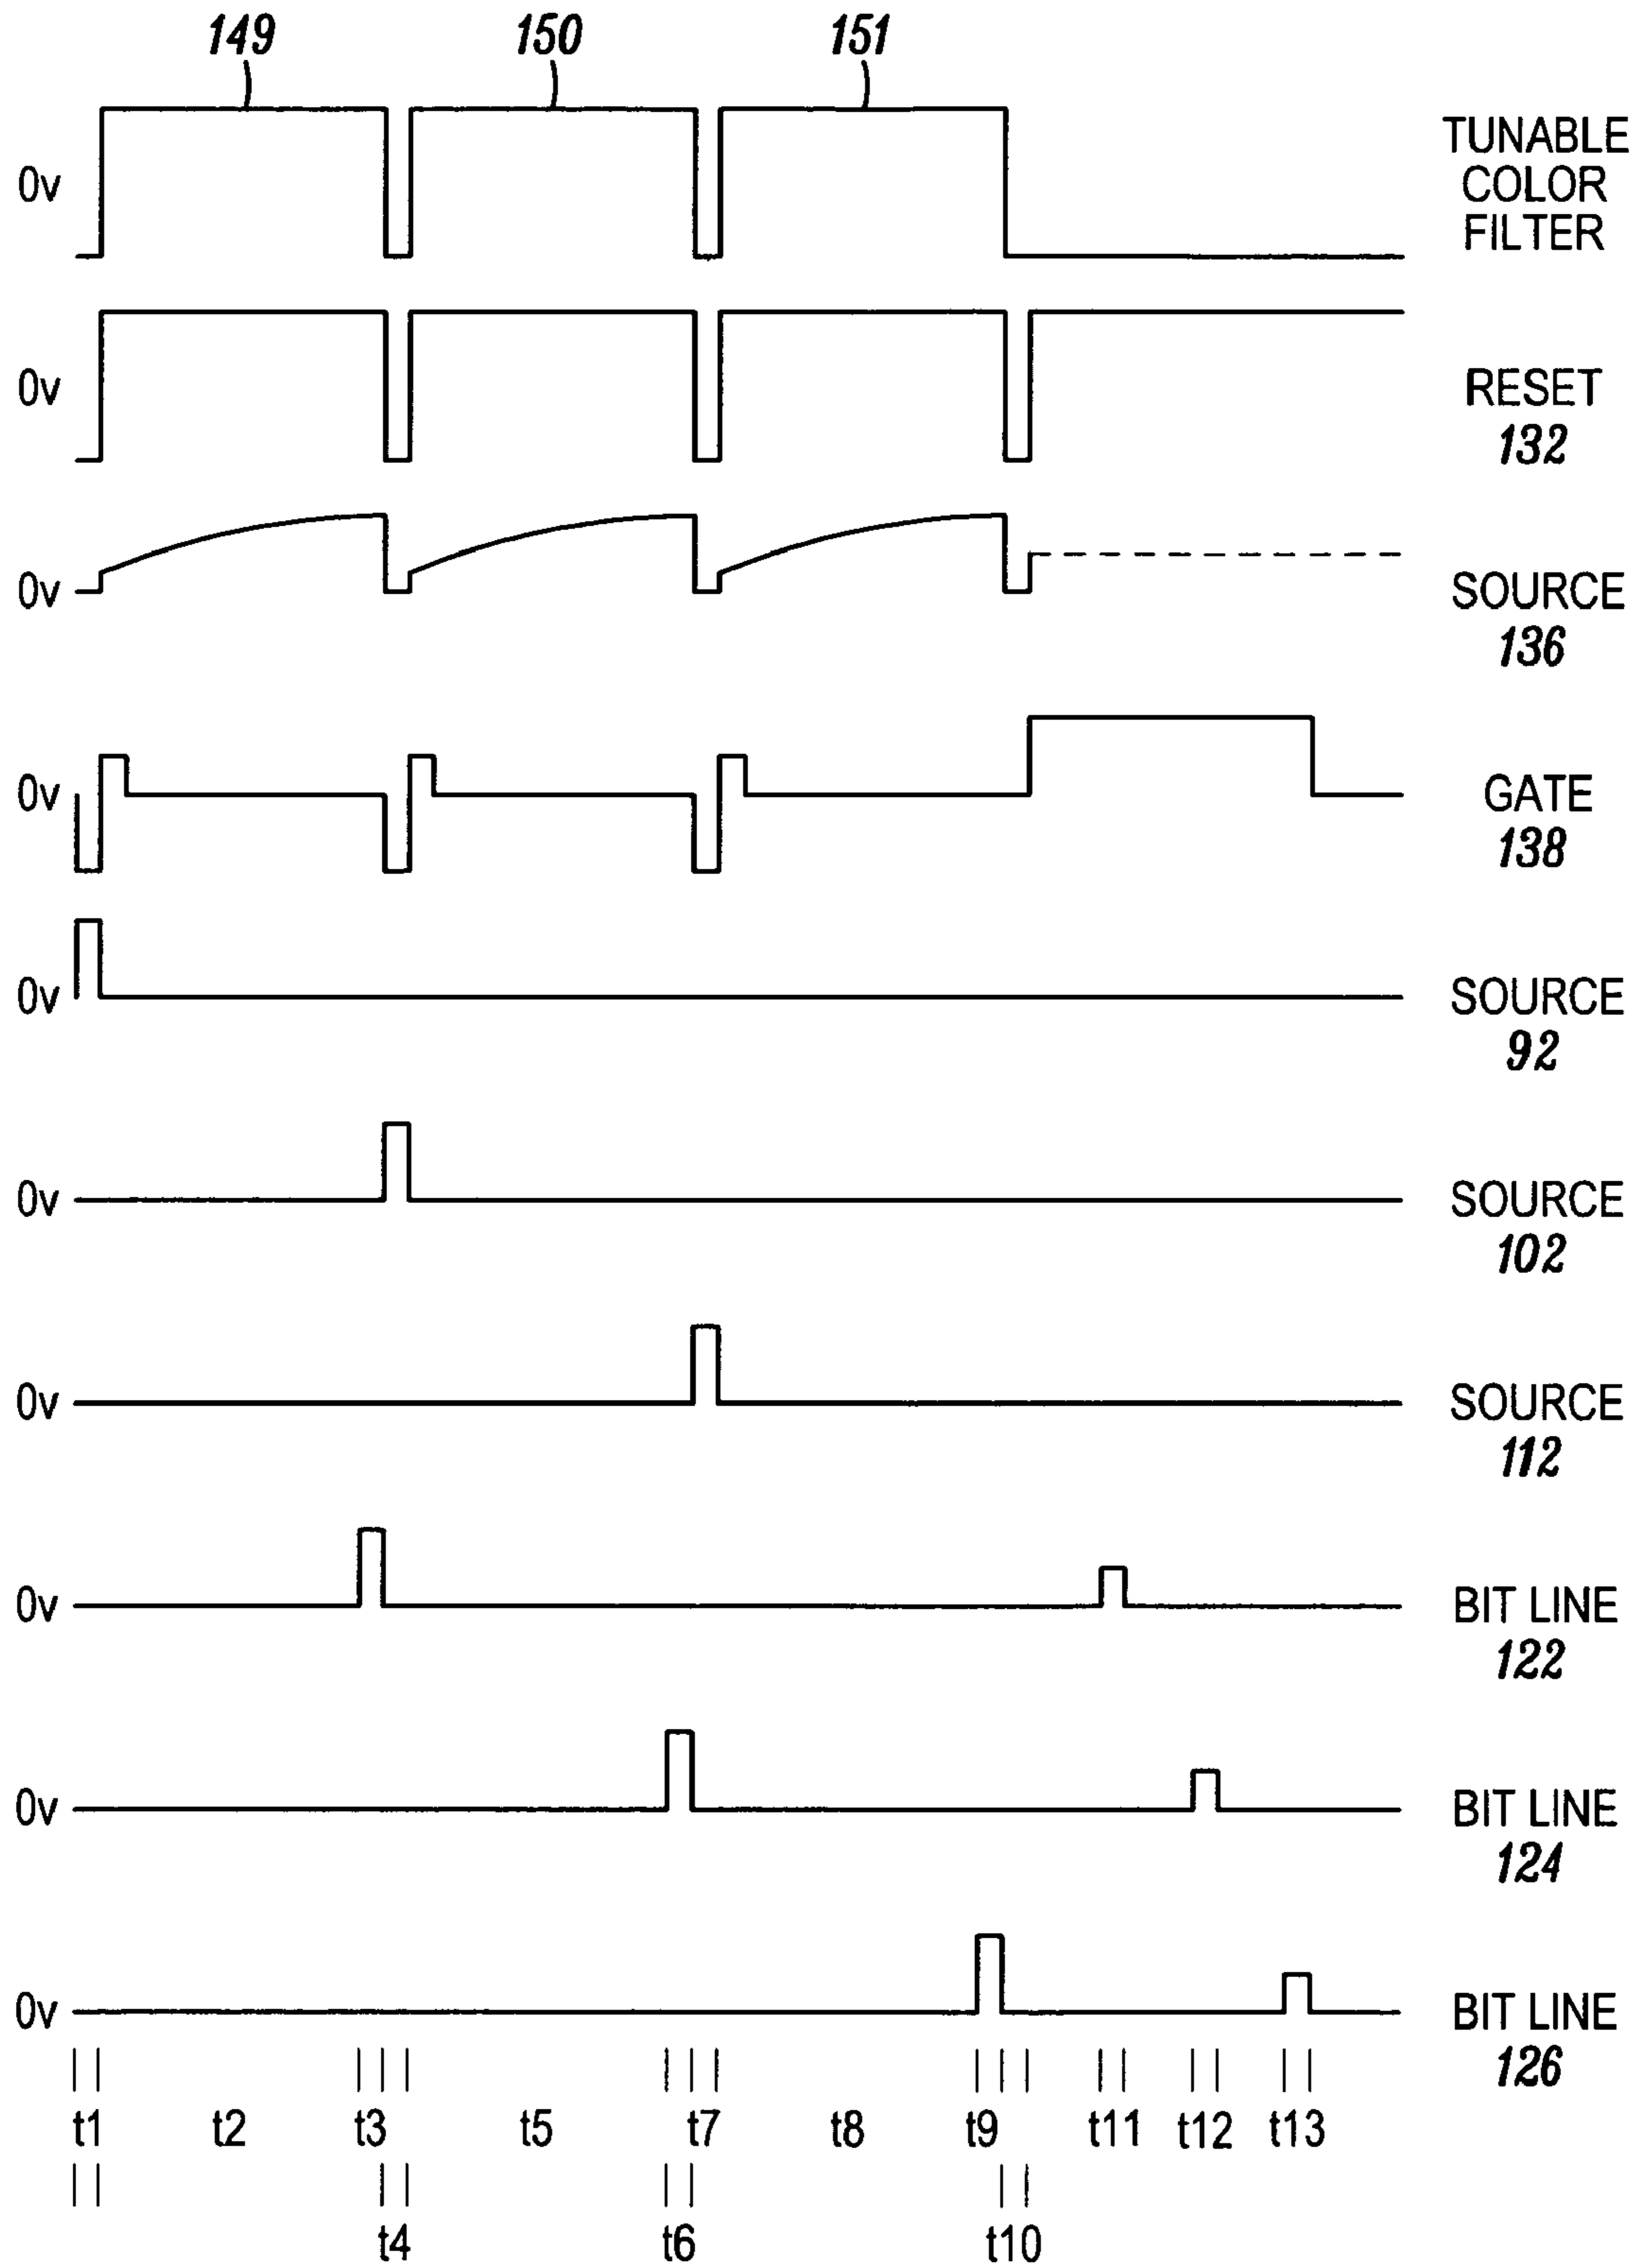 149 150 151
0v
TUNABLE
COLOR
FILTER
0v
RESET
132
0v
SOURCE
136
0v
GATE
138
0v
SOURCE
92
0v
SOURCE
102
0v
SOURCE
112
0v
BIT LINE
122
0v
BIT LINE
124
0v
BIT LINE
126
t1 t2 t3 t5 t7 t8 t9 t11 t12 t13
t4 t6 t10